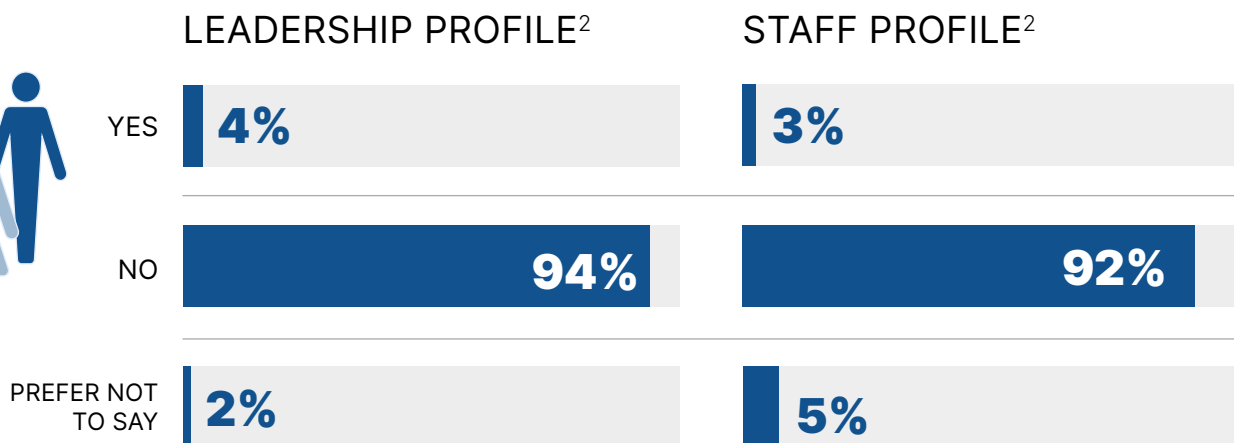 LEADERSHIP PROFILE²
STAFF PROFILE²
YES
4%
3%
NO
94%
92%
PREFER NOT
TO SAY
2%
5%